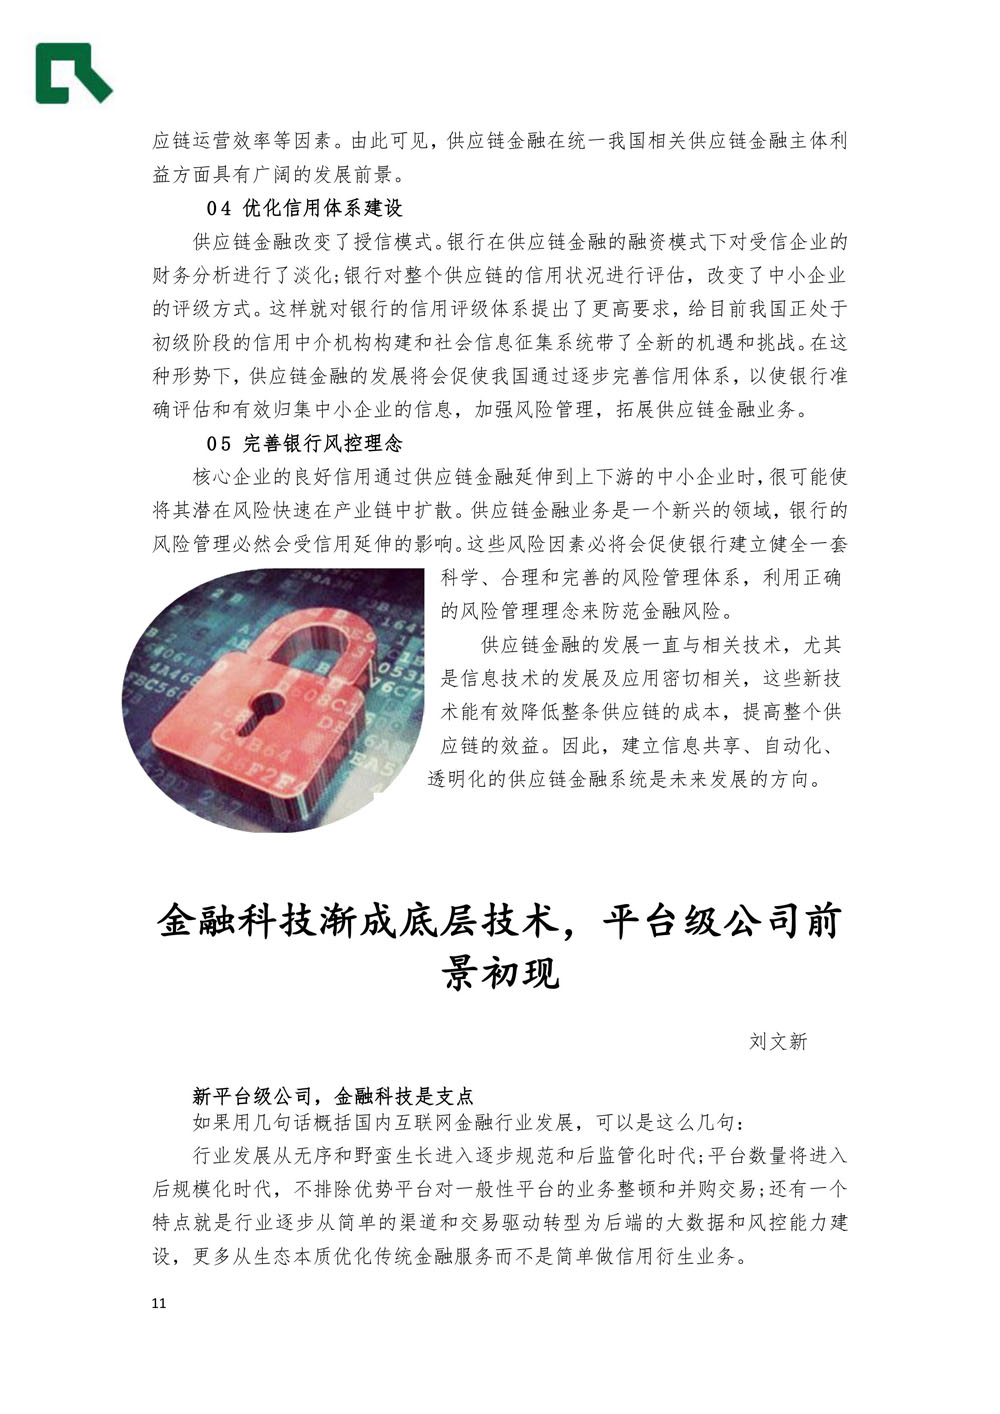 应链运营效率等因素。由此可见，供应链金融在统一我国相关供应链金融主体利
益方面具有广阔的发展前景。
04 优化信用体系建设
供应链金融改变了授信模式。银行在供应链金融的融资模式下对受信企业的
财务分析进行了淡化;银行对整个供应链的信用状况进行评估，改变了中小企业
的评级方式。这样就对银行的信用评级体系提出了更高要求，给目前我国正处于
初级阶段的信用中介机构构建和社会信息征集系统带了全新的机遇和挑战。在这
种形势下，供应链金融的发展将会促使我国通过逐步完善信用体系，以使银行准
确评估和有效归集中小企业的信息，加强风险管理，拓展供应链金融业务。
05 完善银行风控理念
核心企业的良好信用通过供应链金融延伸到上下游的中小企业时，很可能使
将其潜在风险快速在产业链中扩散。供应链金融业务是一个新兴的领域，银行的
风险管理必然会受信用延伸的影响。这些风险因素必将会促使银行建立健全一套
科学、合理和完善的风险管理体系，利用正确
的风险管理理念来防范金融风险。
供应链金融的发展一直与相关技术，尤其
是信息技术的发展及应用密切相关，这些新技
术能有效降低整条供应链的成本，提高整个供
应链的效益。因此，建立信息共享、自动化、
透明化的供应链金融系统是未来发展的方向。
金融科技渐成底层技术，平台级公司前
景初现
刘文新
新平台级公司，金融科技是支点
如果用几句话概括国内互联网金融行业发展，可以是这么几句：
行业发展从无序和野蛮生长进入逐步规范和后监管化时代;平台数量将进入
后规模化时代，不排除优势平台对一般性平台的业务整顿和并购交易;还有一个
特点就是行业逐步从简单的渠道和交易驱动转型为后端的大数据和风控能力建
设，更多从生态本质优化传统金融服务而不是简单做信用衍生业务。
11